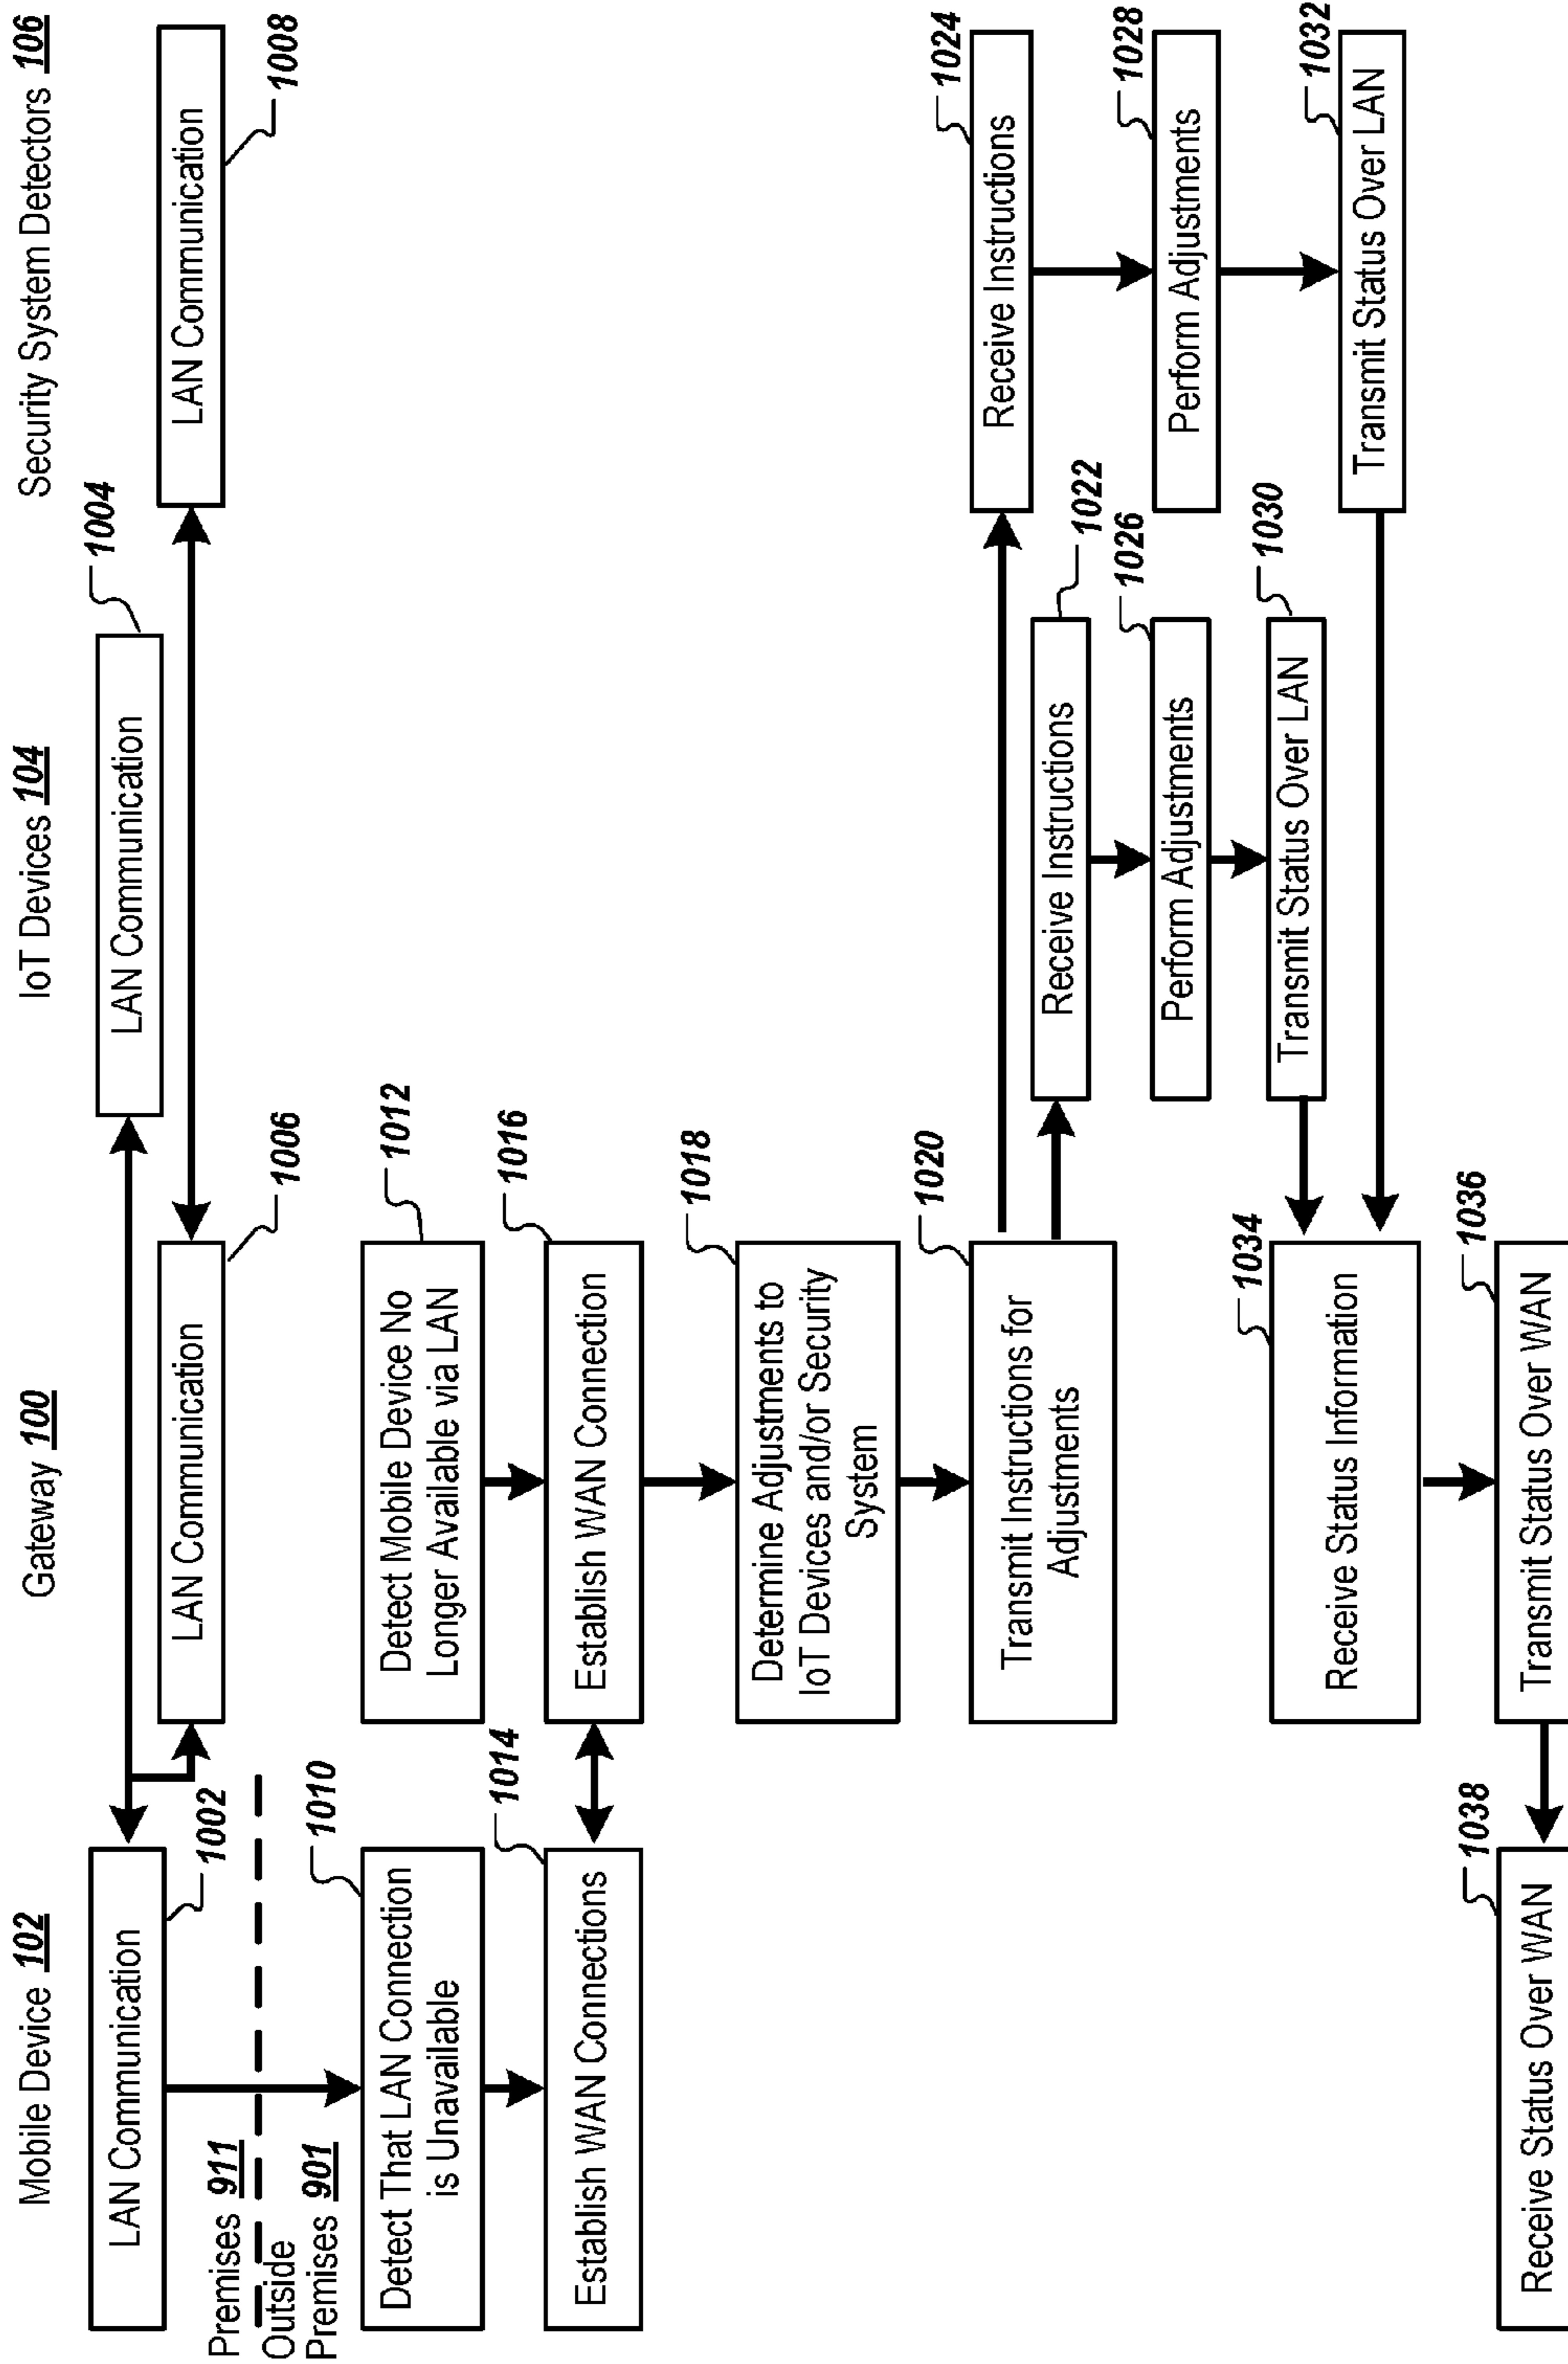 Mobile Device 102
Gateway 100
IoT Devices 104
Security System Detectors 106
LAN Communication
1002
LAN Communication
1004
LAN Communication
1006
LAN Communication
1008
Premises 911
Outside
Premises 901
Detect That LAN Connection
is Unavailable
1010
Detect Mobile Device No
Longer Available via LAN
1012
Establish WAN Connections
1014
Establish WAN Connection
1016
Determine Adjustments to
IoT Devices and/or Security
System
1018
Transmit Instructions for
Adjustments
1020
Receive Instructions
1022
Receive Instructions
1024
Perform Adjustments
1026
Perform Adjustments
1028
Transmit Status Over LAN
1030
Transmit Status Over LAN
1032
Receive Status Information
1034
Transmit Status Over WAN
1036
Receive Status Over WAN
1038